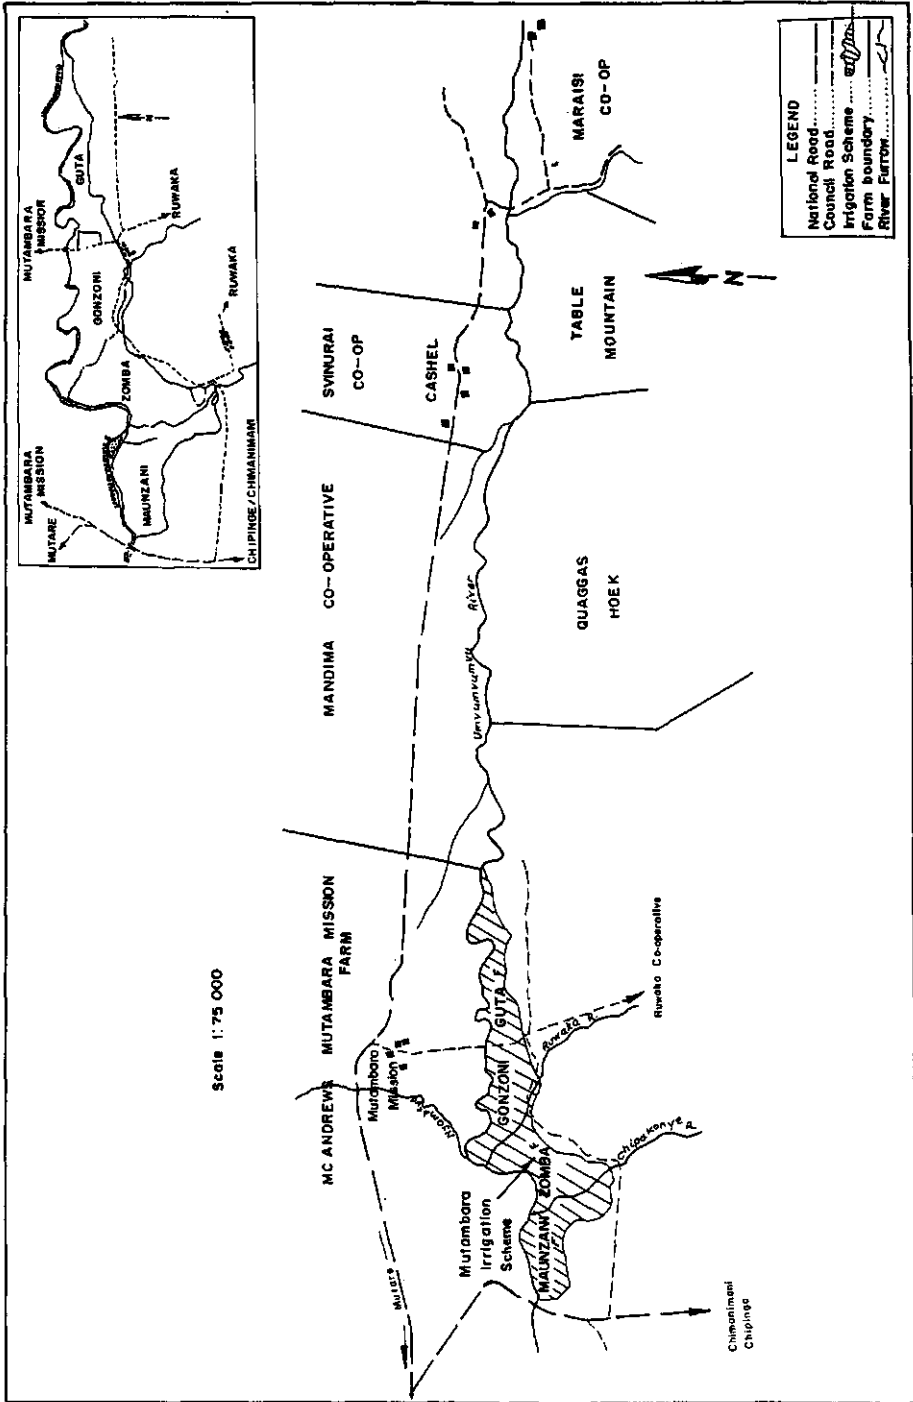 MUTAMBARA
MISSION
MUTARE
MAUNZANI
ZOMBA
GONZONI
GUTA
MUTAMBARA
MISSION
RUWAKA
RUWAKA
CHIPINGE/CHIMANIMANI
N
Scale 1:75 000
MC ANDREWS
MUTAMBARA MISSION
FARM
MANDIMA CO-OPERATIVE
SVINURAI
CO-OP
CASHEL
MARAISI
CO-OP
TABLE
MOUNTAIN
QUAGGAS
HOEK
Umvumvumvu River
Mutare
Mutambara
Mission
Mutambara
Irrigation
Scheme
MAUNZANI
ZOMBA
GONZONI
GUTA
Ruwaka R.
Chipakonye R.
Ruwaka Co-operative
Chimanimani
Chipinge
N
LEGEND
National Road
Council Road
Irrigation Scheme
Farm boundary
River Furrow